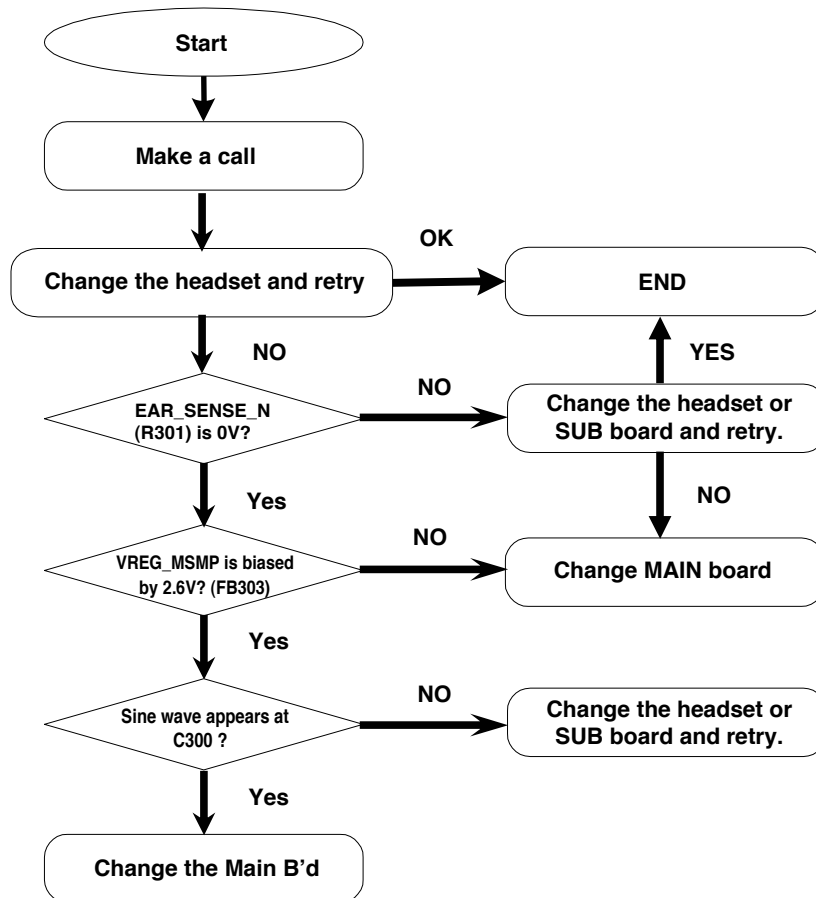 Start
Make a call
Change the headset and retry
OK
END
NO
YES
EAR_SENSE_N
(R301) is 0V?
NO
Change the headset or
SUB board and retry.
Yes
NO
VREG_MSMP is biased
by 2.6V? (FB303)
NO
Change MAIN board
Yes
Sine wave appears at
C300 ?
NO
Change the headset or
SUB board and retry.
Yes
Change the Main B’d